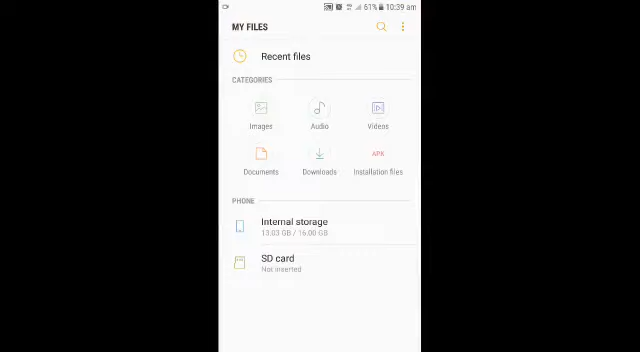 61% 10:39 am
MY FILES
Recent files
CATEGORIES
Images Audio Videos
APK
Documents Downloads Installation files
PHONE
Internal storage
13.03 GB / 16.00 GB
SD card
Not inserted